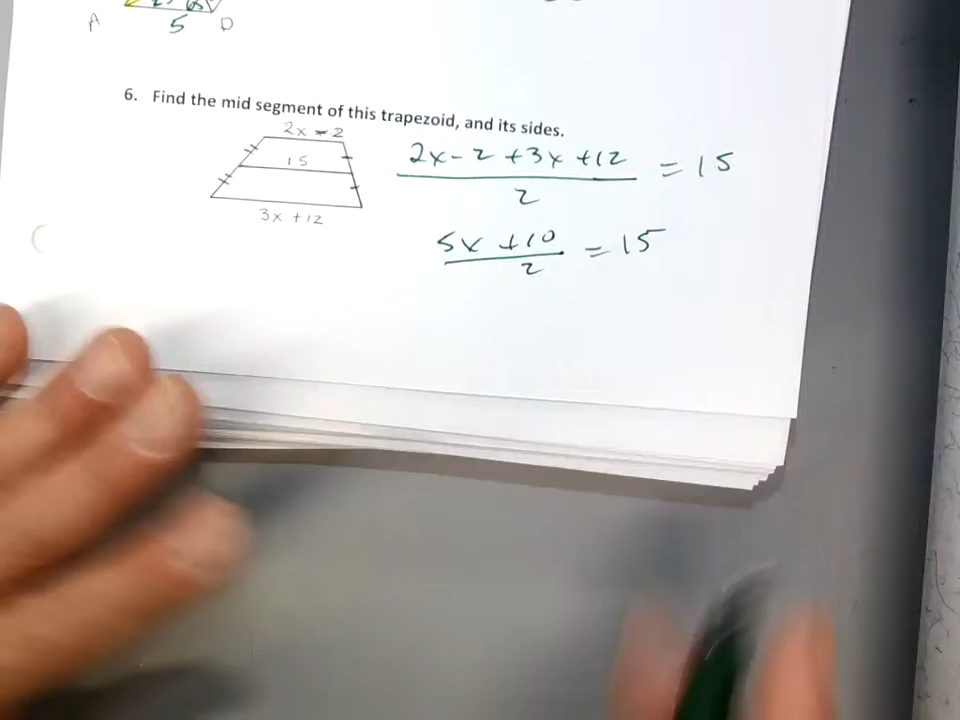 A 5 D
6. Find the mid segment of this trapezoid, and its sides.
2x - 2
15
3x + 12
2x - 2 + 3x + 12 = 15
2
5x + 10 = 15
2